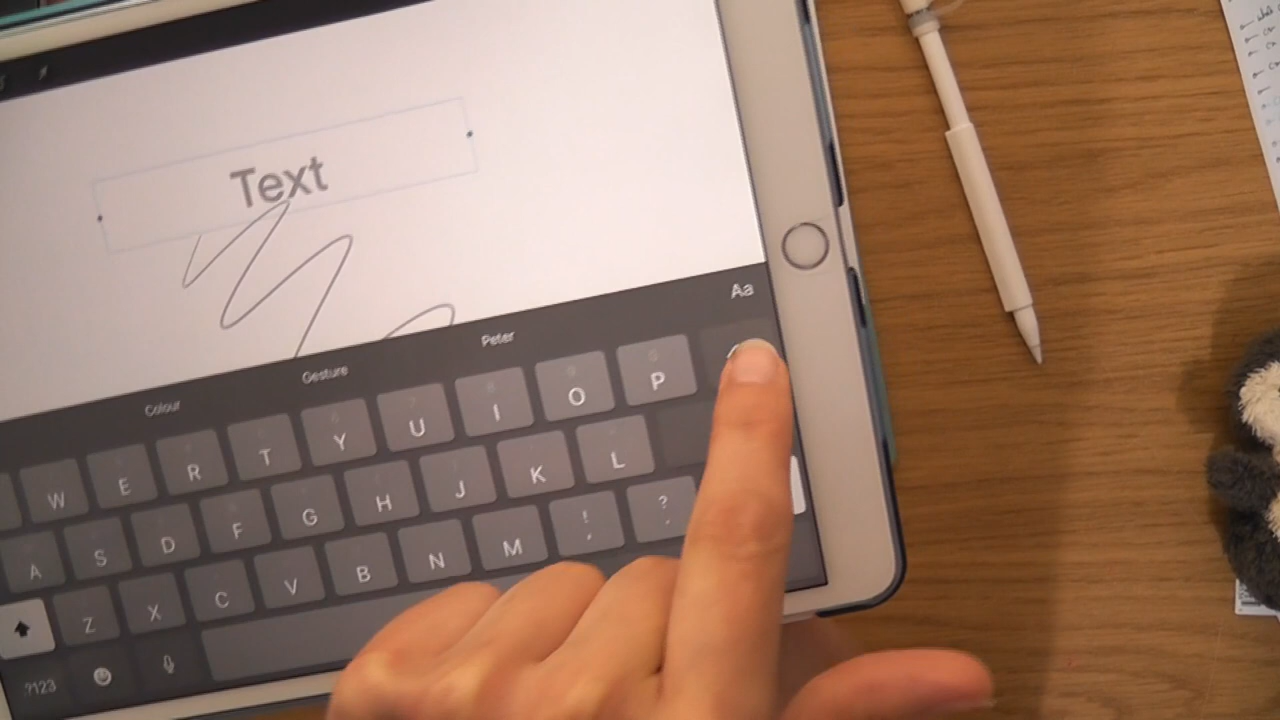 Text
Aa
Colour Gesture Peter
W E R T Y U I O P
A S D F G H J K L
Z X C V B N M ! ?
, .
?123